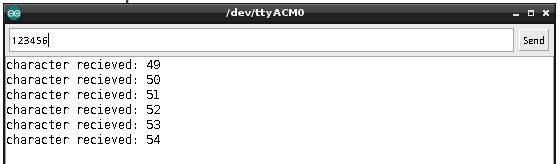 /dev/ttyACM0
123456
Send
character recieved: 49
character recieved: 50
character recieved: 51
character recieved: 52
character recieved: 53
character recieved: 54